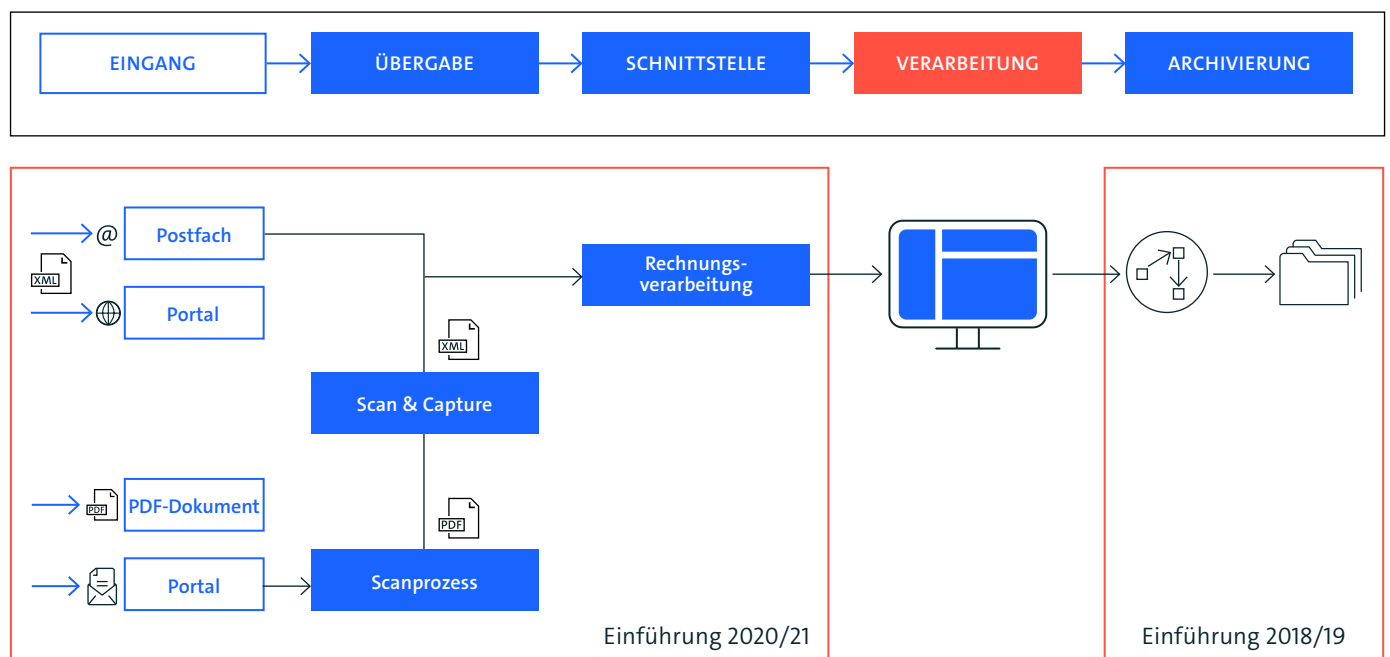 EINGANG
ÜBERGABE
SCHNITTSTELLE
VERARBEITUNG
ARCHIVIERUNG
@
Postfach
XML
Portal
Rechnungs-
verarbeitung
XML
Scan & Capture
PDF
PDF-Dokument
PDF
Portal
Scanprozess
Einführung 2020/21
Einführung 2018/19